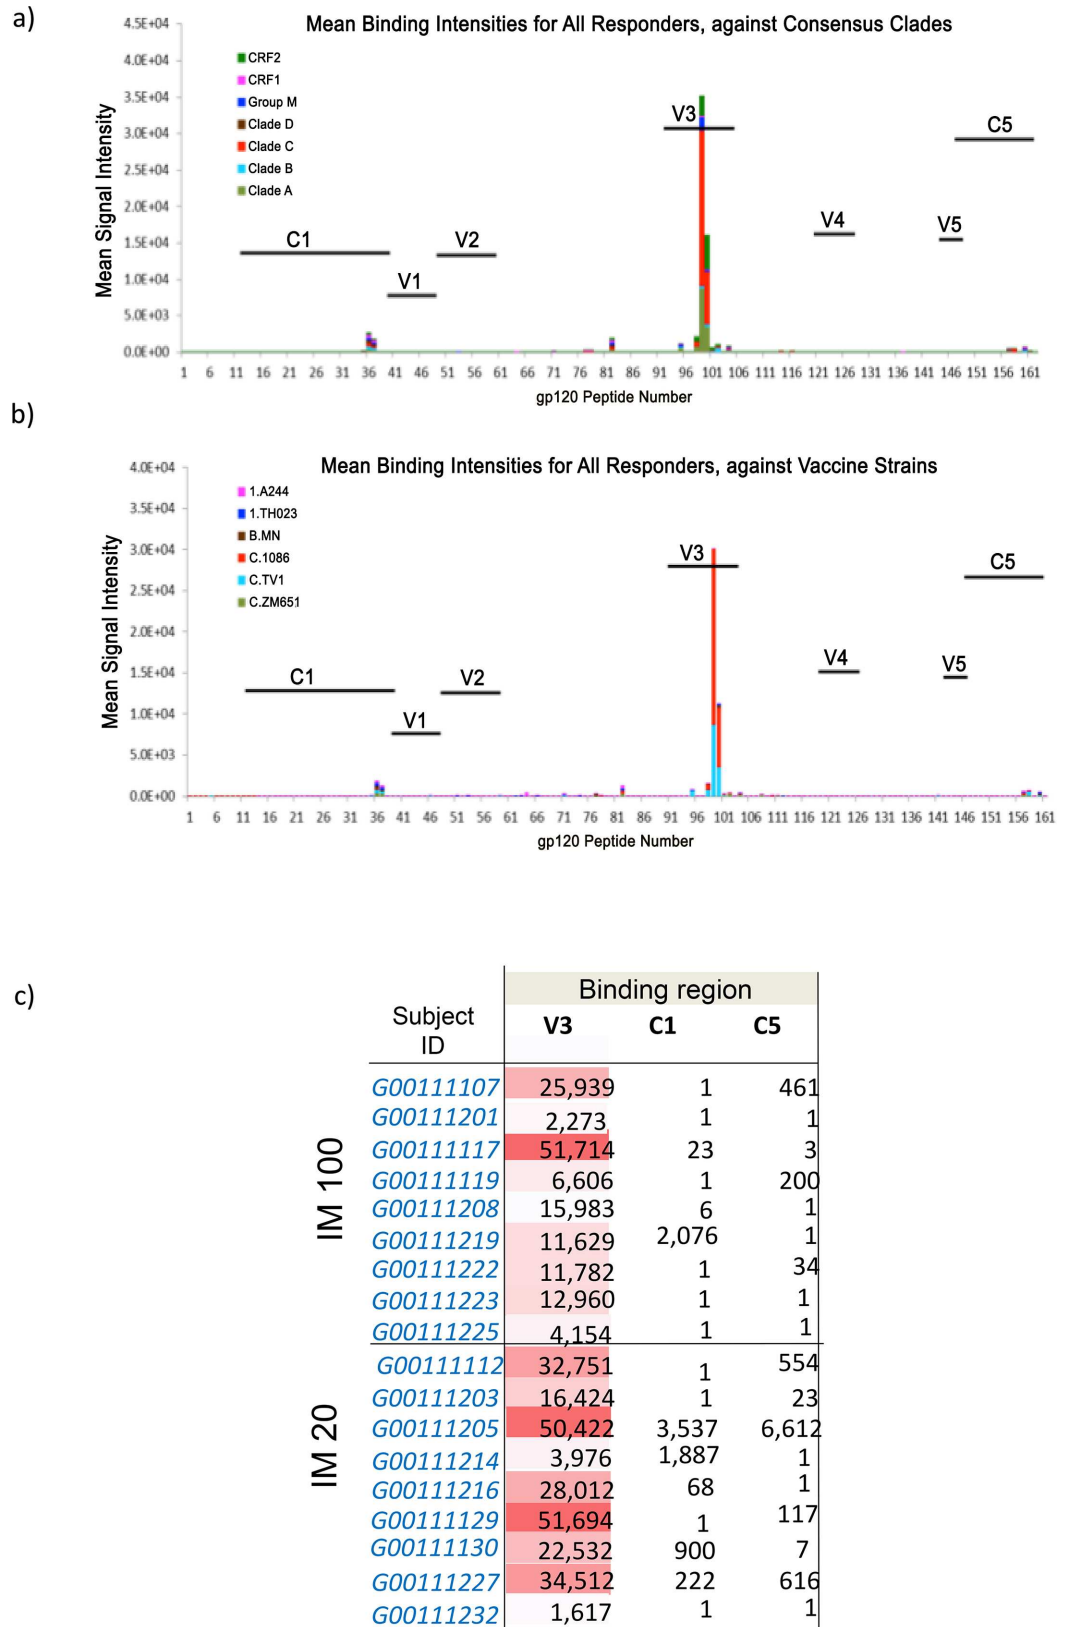 a)
Mean Binding Intensities for All Responders, against Consensus Clades
4.5E+04
4.0E+04
3.5E+04
3.0E+04
2.5E+04
2.0E+04
1.5E+04
1.0E+04
5.0E+03
0.0E+00
Mean Signal Intensity
CRF2
CRF1
Group M
Clade D
Clade C
Clade B
Clade A
C1
V1
V2
V3
V4
V5
C5
1 6 11 16 21 26 31 36 41 46 51 56 61 66 71 76 81 86 91 96 101 106 111 116 121 126 131 136 141 146 151 156 161
gp120 Peptide Number
b)
Mean Binding Intensities for All Responders, against Vaccine Strains
4.0E+04
3.5E+04
3.0E+04
2.5E+04
2.0E+04
1.5E+04
1.0E+04
5.0E+03
0.0E+00
Mean Signal Intensity
1.A244
1.TH023
B.MN
C.1086
C.TV1
C.ZM651
C1
V1
V2
V3
V4
V5
C5
1 6 11 16 21 26 31 36 41 46 51 56 61 66 71 76 81 86 91 96 101 106 111 116 121 126 131 136 141 146 151 156 161
gp120 Peptide Number
c)
Binding region
Subject ID V3 C1 C5
IM 100
G00111107 25,939 1 461
G00111201 2,273 1 1
G00111117 51,714 23 3
G00111119 6,606 1 200
G00111208 15,983 6 1
G00111219 11,629 2,076 1
G00111222 11,782 1 34
G00111223 12,960 1 1
G00111225 4,154 1 1
IM 20
G00111112 32,751 1 554
G00111203 16,424 1 23
G00111205 50,422 3,537 6,612
G00111214 3,976 1,887 1
G00111216 28,012 68 1
G00111129 51,694 1 117
G00111130 22,532 900 7
G00111227 34,512 222 616
G00111232 1,617 1 1